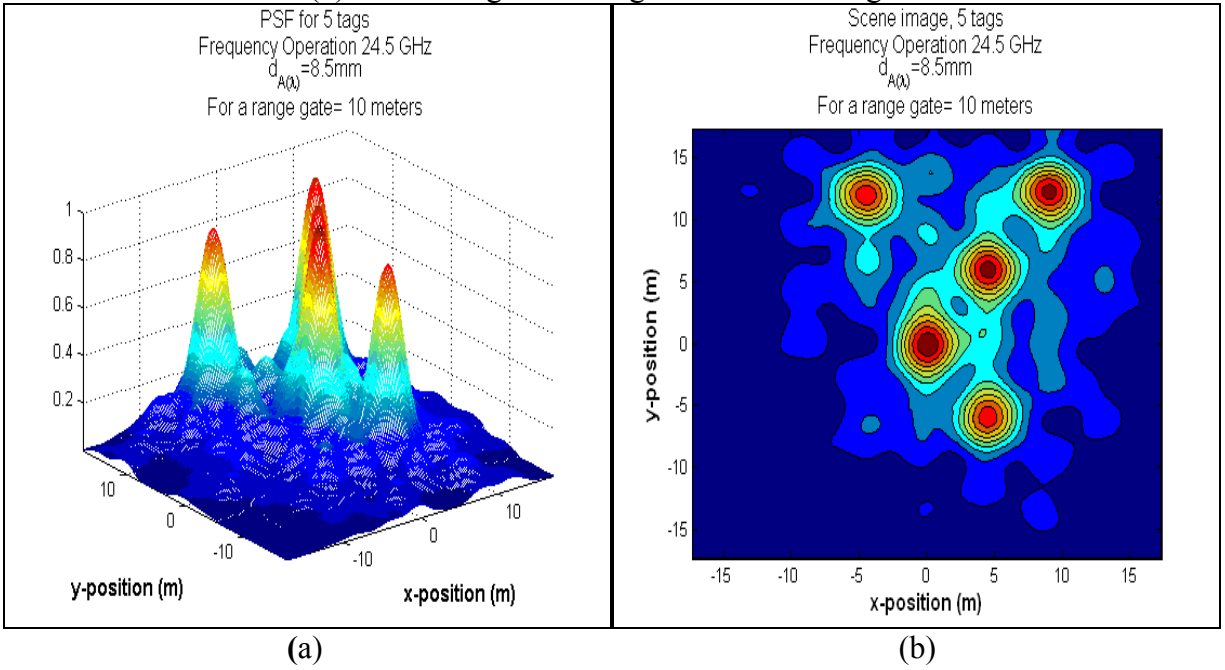 PSF for 5 tags
Frequency Operation 24.5 GHz
d_A(λ)=8.5mm
For a range gate= 10 meters
1
0.8
0.6
0.4
0.2
10
0
-10
-10
0
10
y-position (m)
x-position (m)
(a)
Scene image, 5 tags
Frequency Operation 24.5 GHz
d_A(λ)=8.5mm
For a range gate= 10 meters
15
10
5
0
-5
-10
-15
y-position (m)
-15
-10
-5
0
5
10
15
x-position (m)
(b)